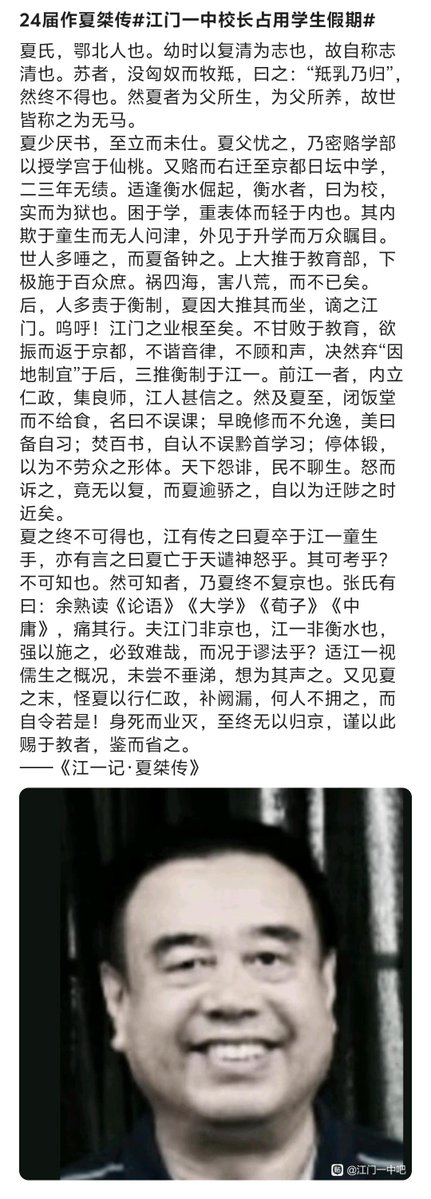 24届作夏桀传#江门一中校长占用学生假期#
夏氏，鄂北人也。幼时以复清为志也，故自称志
清也。苏者，没匈奴而牧羝，曰之：“羝乳乃归”，
然终不得也。然夏者为父所生，为父所养，故世
皆称之为无马。
夏少厌书，至立而未仕。夏父忧之，乃密赂学部
以授学宫于仙桃。又赂而右迁至京都日坛中学，
二三年无绩。适逢衡水倔起，衡水者，曰为校，
实而为狱也。困于学，重表体而轻于内也。其内
欺于童生而无人问津，外见于升学而万众瞩目。
世人多唾之，而夏备钟之。上大推于教育部，下
极施于百众庶。祸四海，害八荒，而不已矣。
后，人多责于衡制，夏因大推其而坐，谪之江
门。呜呼！江门之业根至矣。不甘败于教育，欲
振而返于京都，不谐音律，不顾和声，决然弃“因
地制宜”于后，三推衡制于江一。前江一者，内立
仁政，集良师，江人甚信之。然及夏至，闭饭堂
而不给食，名曰不误课；早晚修而不允逸，美曰
备自习；焚百书，自认不误黔首学习；停体锻，
以为不劳众之形体。天下怨诽，民不聊生。怒而
诉之，竟无以复，而夏逾骄之，自以为迁陟之时
近矣。
夏之终不可得也，江有传之曰夏卒于江一童生
手，亦有言之曰夏亡于天谴神怒乎。其可考乎？
不可知也。然可知者，乃夏终不复京也。张氏有
曰：余熟读《论语》《大学》《荀子》《中
庸》，痛其行。夫江门非京也，江一非衡水也，
强以施之，必致难哉，而况于谬法乎？适江一视
儒生之概况，未尝不垂涕，想为其声之。又见夏
之末，怪夏以行仁政，补阙漏，何人不拥之，而
自令若是！身死而业灭，至终无以归京，谨以此
赐于教者，鉴而省之。
——《江一记·夏桀传》
@江门一中吧